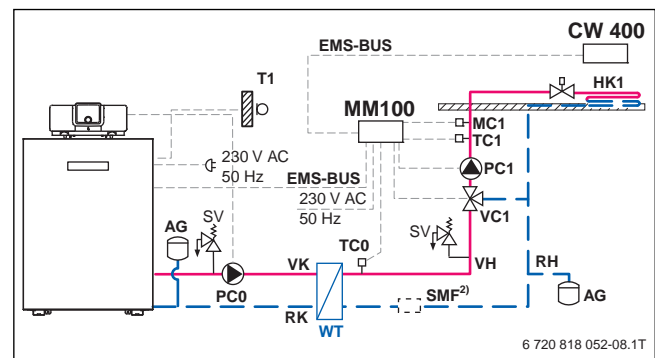 CW 400
EMS-BUS
T1
HK1
MM100
MC1
TC1
230 V AC
50 Hz
EMS-BUS
PC1
230 V AC
50 Hz
VC1
AG
SV
TC0
SV
VK
VH
RH
PC0
RK
WT
SMF2)
AG
6 720 818 052-08.1T